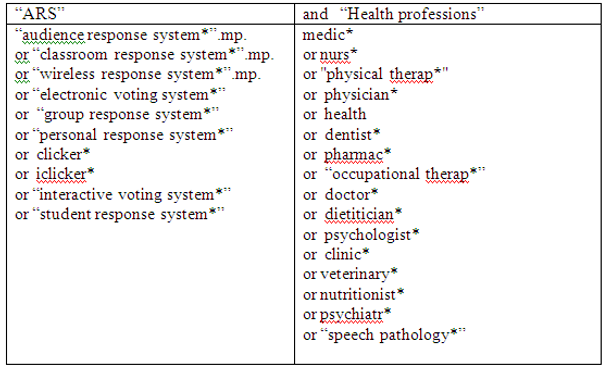 “ARS”
“audience response system*”.mp.
or “classroom response system*”.mp.
or “wireless response system*”.mp.
or “electronic voting system*”
or “group response system*”
or “personal response system*”
or clicker*
or iclicker*
or “interactive voting system*”
or “student response system*”
and “Health professions”
medic*
or nurs*
or "physical therap*"
or physician*
or health
or dentist*
or pharmac*
or “occupational therap*”
or doctor*
or dietitician*
or psychologist*
or clinic*
or veterinary*
or nutritionist*
or psychiatr*
or “speech pathology*”